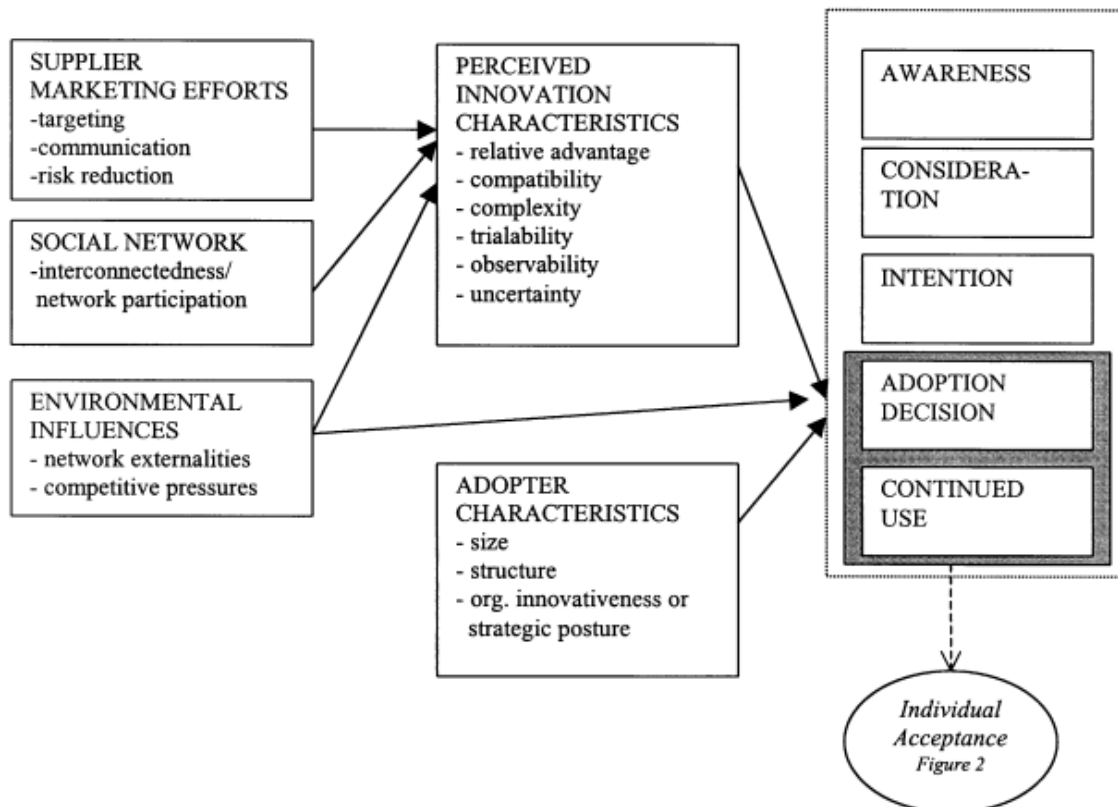 SUPPLIER
MARKETING EFFORTS
-targeting
-communication
-risk reduction
SOCIAL NETWORK
-interconnectedness/
network participation
ENVIRONMENTAL
INFLUENCES
- network externalities
- competitive pressures
PERCEIVED
INNOVATION
CHARACTERISTICS
- relative advantage
- compatibility
- complexity
- trialability
- observability
- uncertainty
ADOPTER
CHARACTERISTICS
- size
- structure
- org. innovativeness or
strategic posture
AWARENESS
CONSIDERA-
TION
INTENTION
ADOPTION
DECISION
CONTINUED
USE
Individual
Acceptance
Figure 2